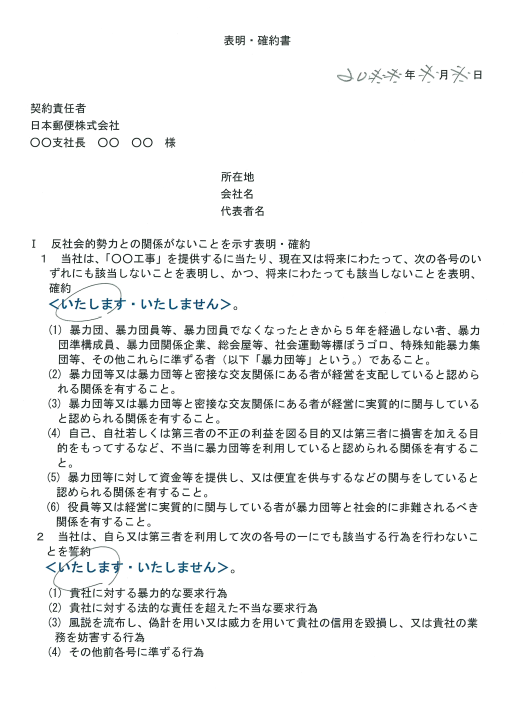 表明・確約書
20**年*月*日
契約責任者
日本郵便株式会社
〇〇支社長　〇〇　〇〇　様
所在地
会社名
代表者名
Ⅰ　反社会的勢力との関係がないことを示す表明・確約
１　当社は、「〇〇工事」を提供するに当たり、現在又は将来にわたって、次の各号のい
ずれにも該当しないことを表明し、かつ、将来にわたっても該当しないことを表明、
確約
＜いたします・いたしません＞。
(1) 暴力団、暴力団員等、暴力団員でなくなったときから５年を経過しない者、暴力
団準構成員、暴力団関係企業、総会屋等、社会運動等標ぼうゴロ、特殊知能暴力集
団等、その他これらに準ずる者（以下「暴力団等」という。）であること。
(2) 暴力団等又は暴力団等と密接な交友関係にある者が経営を支配していると認めら
れる関係を有すること。
(3) 暴力団等又は暴力団等と密接な交友関係にある者が経営に実質的に関与している
と認められる関係を有すること。
(4) 自己、自社若しくは第三者の不正の利益を図る目的又は第三者に損害を加える目
的をもってするなど、不当に暴力団等を利用していると認められる関係を有するこ
と。
(5) 暴力団等に対して資金等を提供し、又は便宜を供与するなどの関与をしていると
認められる関係を有すること。
(6) 役員等又は経営に実質的に関与している者が暴力団等と社会的に非難されるべき
関係を有すること。
２　当社は、自ら又は第三者を利用して次の各号の一にでも該当する行為を行わないこ
とを誓約
＜いたします・いたしません＞。
(1) 貴社に対する暴力的な要求行為
(2) 貴社に対する法的な責任を超えた不当な要求行為
(3) 風説を流布し、偽計を用い又は威力を用いて貴社の信用を毀損し、又は貴社の業
務を妨害する行為
(4) その他前各号に準ずる行為